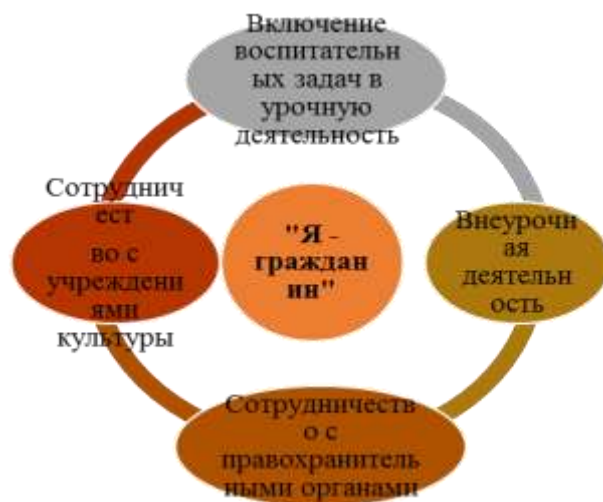 Включение
воспитательн
ых задач в
урочную
деятельность
Сотруднич
ест
во с
учреждени
ями
культуры
"Я -
граждан
ин"
Внеурочн
ая
деятельн
ость
Сотрудничеств
о с
правоохранитель
ными органами